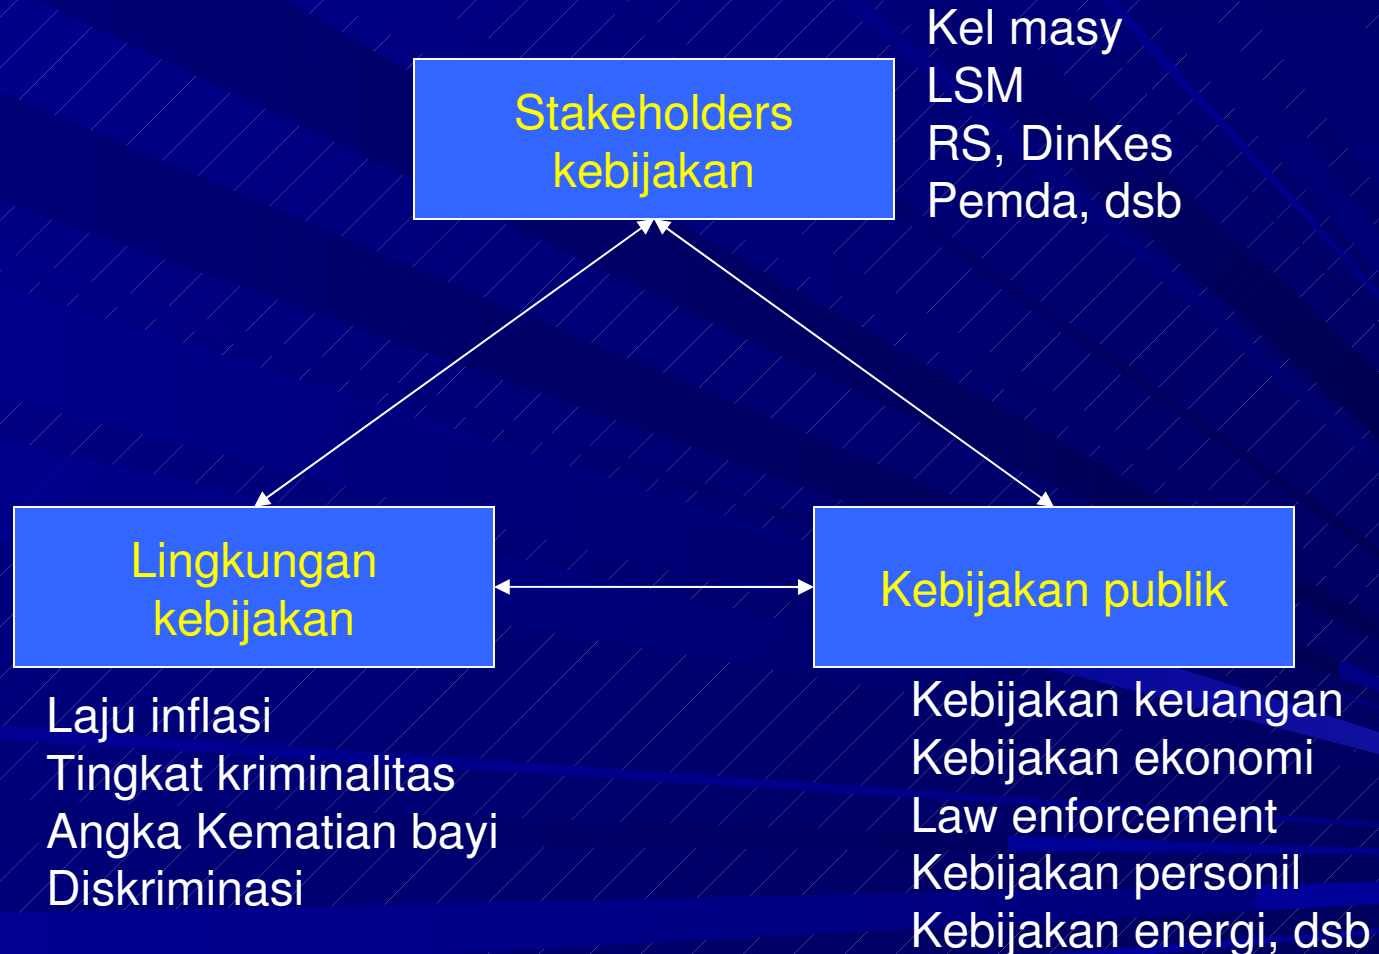 Stakeholders
kebijakan
Kel masy
LSM
RS, DinKes
Pemda, dsb
Lingkungan
kebijakan
Laju inflasi
Tingkat kriminalitas
Angka Kematian bayi
Diskriminasi
Kebijakan publik
Kebijakan keuangan
Kebijakan ekonomi
Law enforcement
Kebijakan personil
Kebijakan energi, dsb